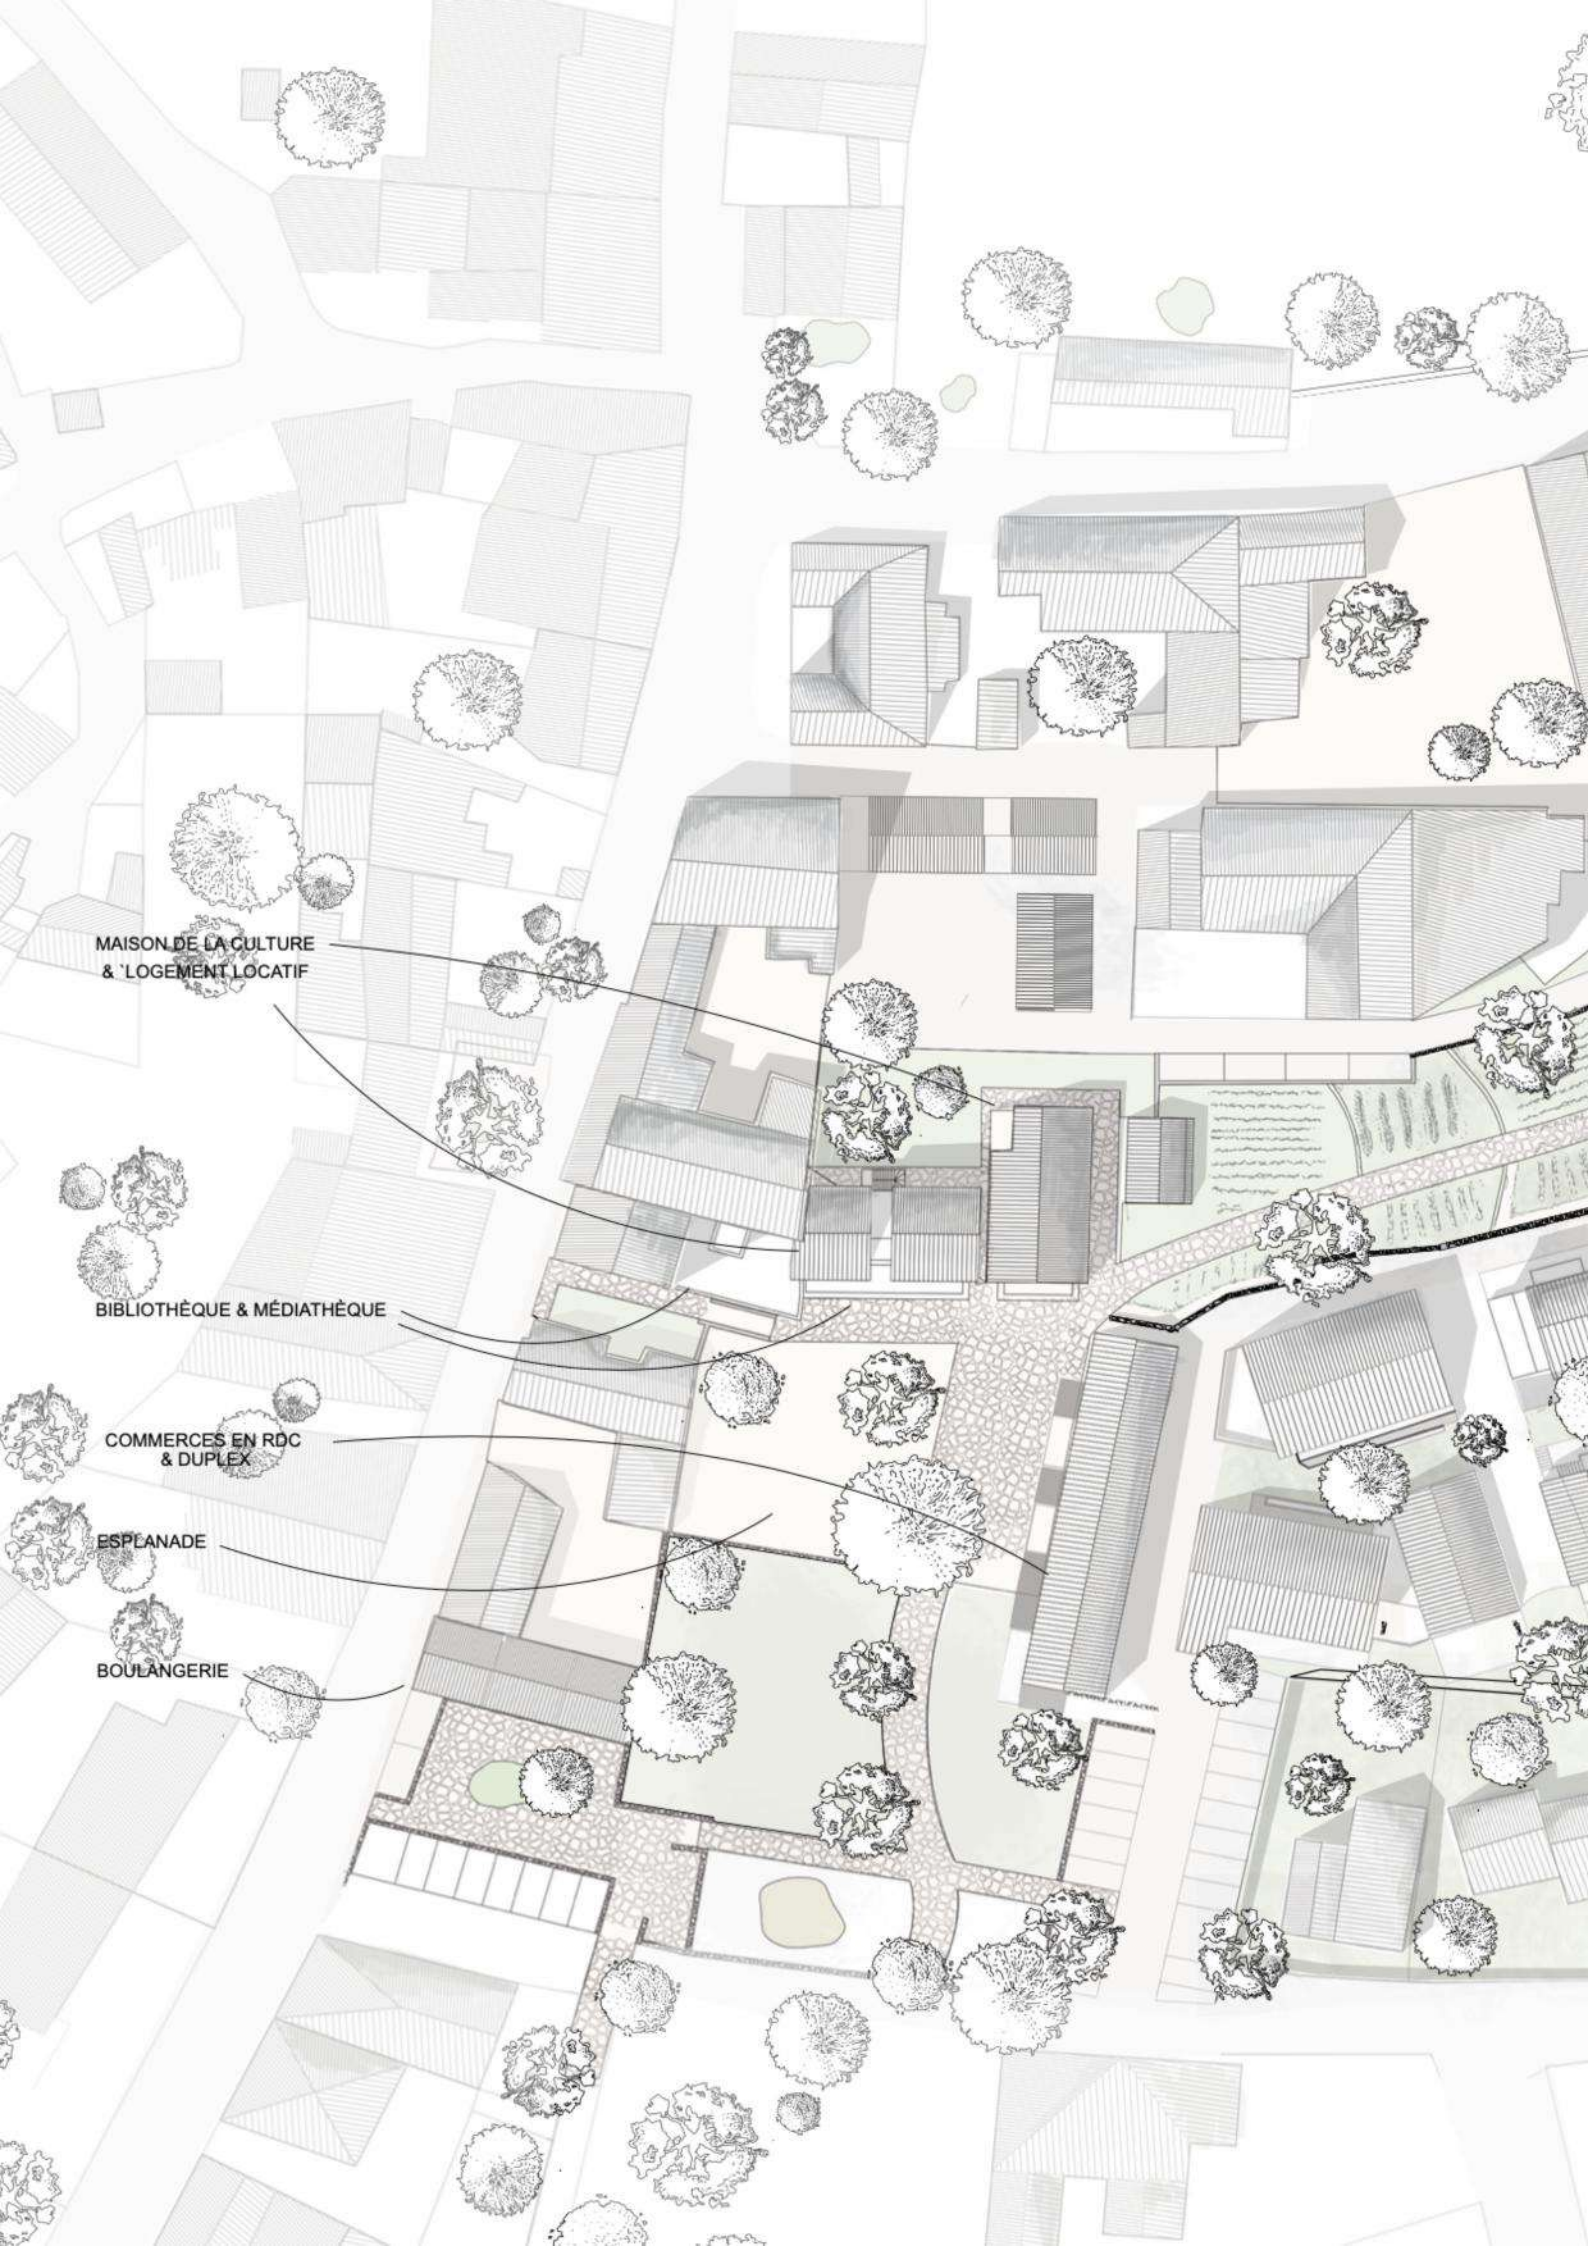 MAISON DE LA CULTURE
& `LOGEMENT LOCATIF
BIBLIOTHÈQUE & MÉDIATHÈQUE
COMMERCES EN RDC
& DUPLEX
ESPLANADE
BOULANGERIE